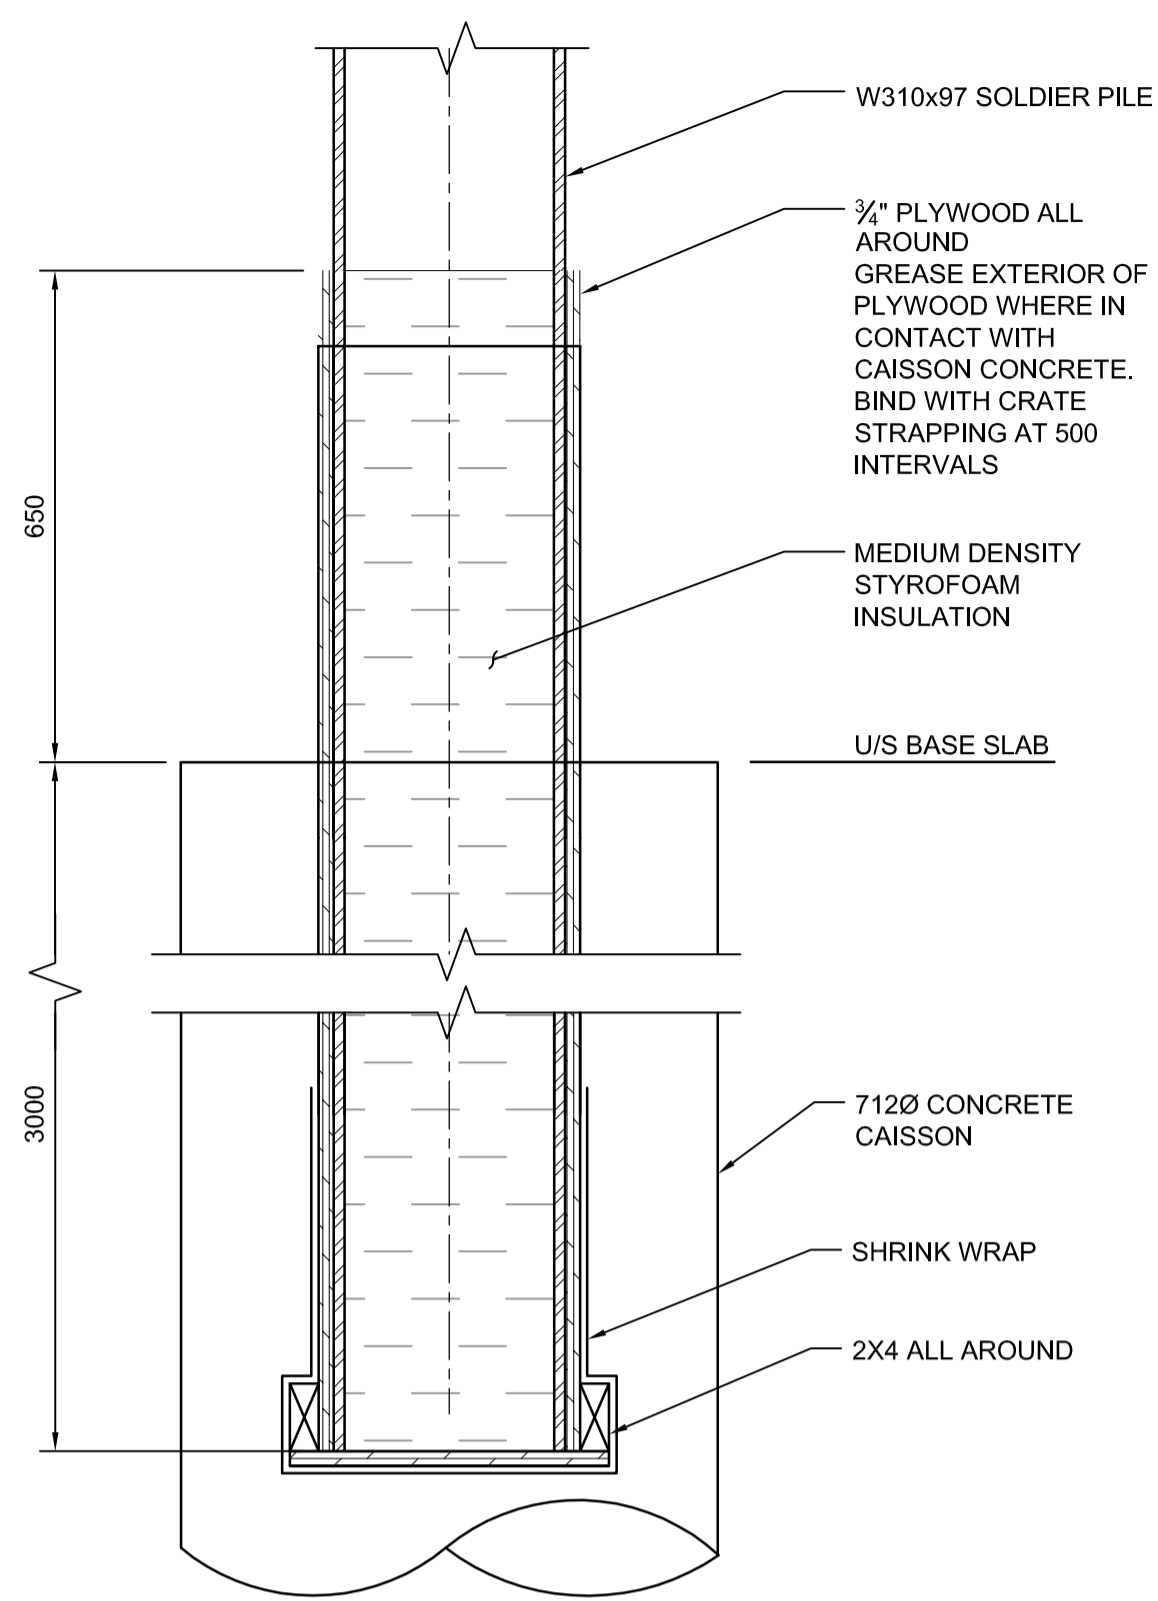 W310x97 SOLDIER PILE
¾" PLYWOOD ALL
AROUND
GREASE EXTERIOR OF
PLYWOOD WHERE IN
CONTACT WITH
CAISSON CONCRETE.
BIND WITH CRATE
STRAPPING AT 500
INTERVALS
650
MEDIUM DENSITY
STYROFOAM
INSULATION
U/S BASE SLAB
3000
712Ø CONCRETE
CAISSON
SHRINK WRAP
2X4 ALL AROUND